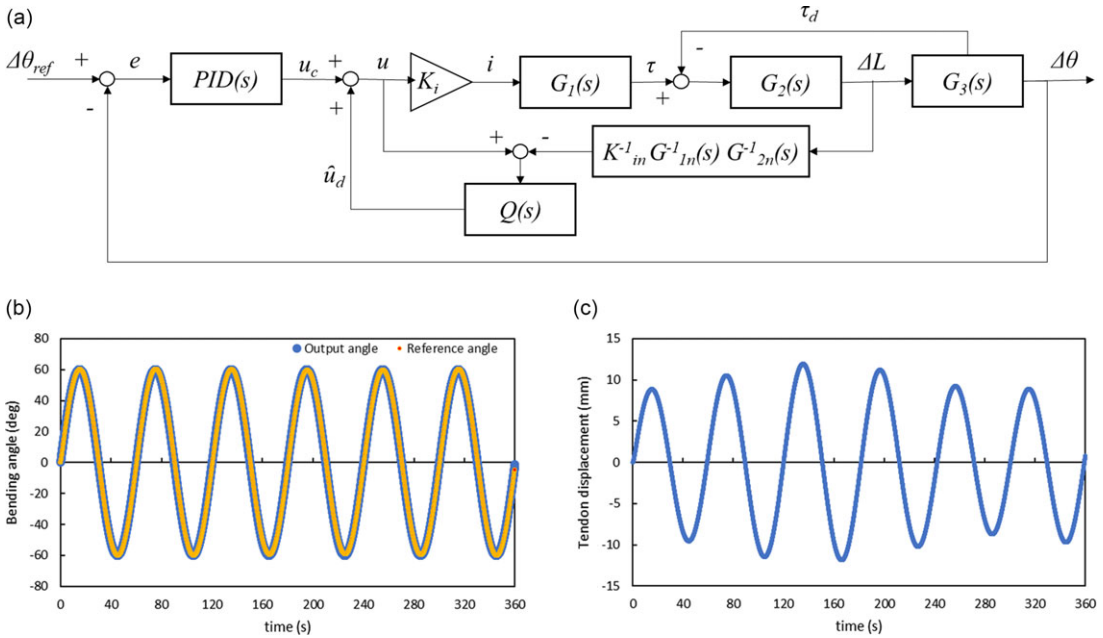 (a)
τd
Δθref + e PID(s) uc + u Ki i G1(s) τ - G2(s) ΔL G3(s) Δθ
- + +
+ - K-1in G-11n(s) G-12n(s)
ûd
Q(s)
(b)
80
60
40
20
0
-20
-40
-60
-80
Bending angle (deg)
Output angle Reference angle
0 40 80 120 160 200 240 280 320 360
time (s)
(c)
15
10
5
0
-5
-10
-15
Tendon displacement (mm)
0 40 80 120 160 200 240 280 320 360
time (s)